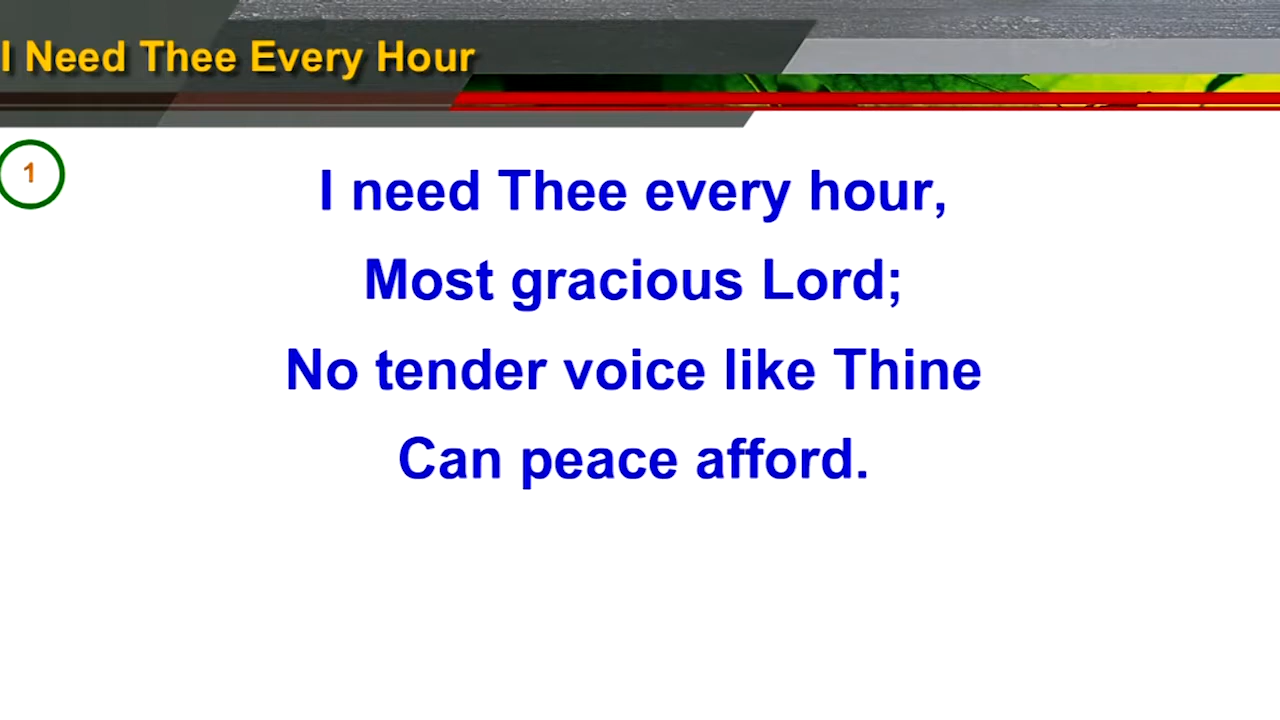 I Need Thee Every Hour
1
I need Thee every hour,
Most gracious Lord;
No tender voice like Thine
Can peace afford.